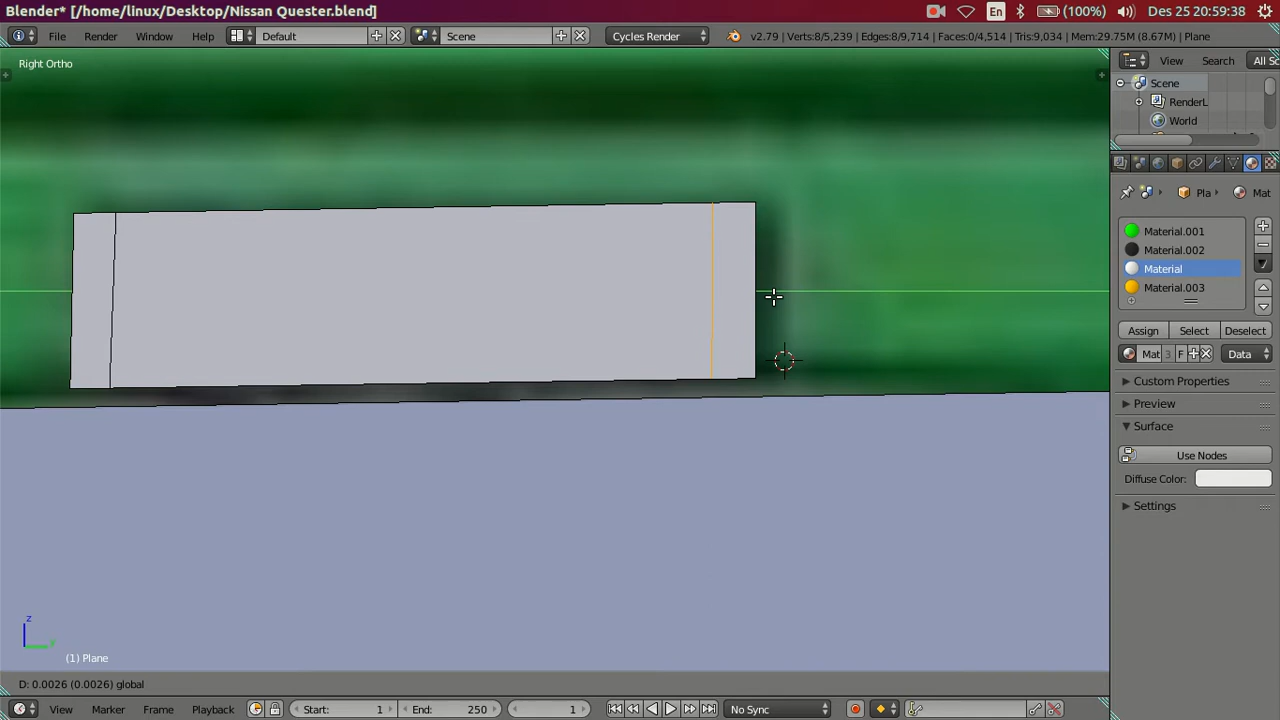 Blender* [/home/linux/Desktop/Nissan Quester.blend]
En
(100%)
Des 25 20:59:38
File
Render
Window
Help
Default
Scene
Cycles Render
v2.79 | Verts:8/5,239 | Edges:8/9,714 | Faces:0/4,514 | Tris:9,034 | Mem:29.75M (8.67M) | Plane
Right Ortho
View
Search
All Sc
Scene
RenderL
World
Pla
Mat
Material.001
Material.002
Material
Material.003
Assign
Select
Deselect
Mat
3
F
Data
Custom Properties
Preview
Surface
Use Nodes
Diffuse Color:
Settings
z
y
(1) Plane
D: 0.0026 (0.0026) global
View
Marker
Frame
Playback
Start:
1
End:
250
1
No Sync